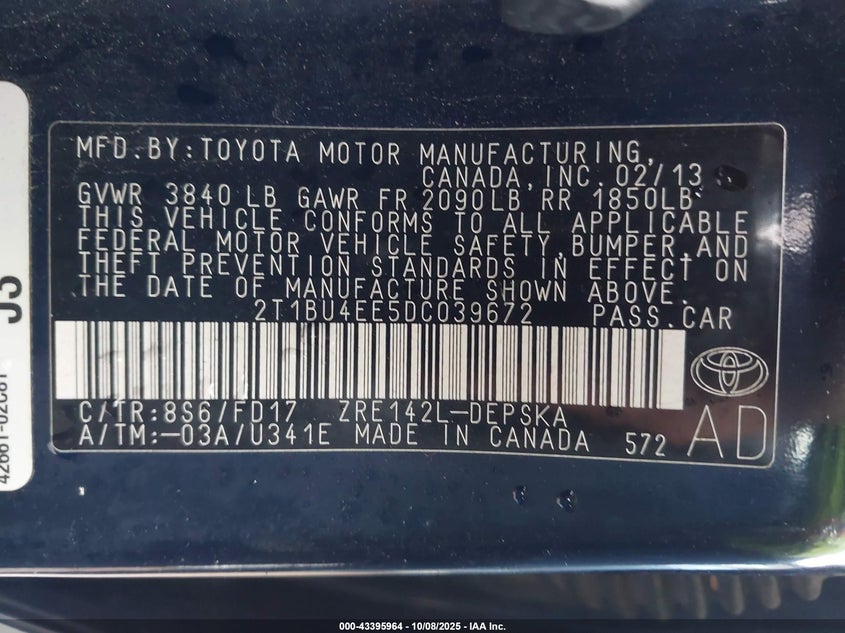 MFD.BY:TOYOTA MOTOR MANUFACTURING,
CANADA,INC. 02/13
GVWR 3840 LB GAWR FR 2090LB RR 1850LB
THIS VEHICLE CONFORMS TO ALL APPLICABLE
FEDERAL MOTOR VEHICLE SAFETY,BUMPER,AND
THEFT PREVENTION STANDARDS IN EFFECT ON
THE DATE OF MANUFACTURE SHOWN ABOVE.
2T1BU4EE5DC039672 PASS.CAR
C/TR:8S6/FD17 ZRE142L-DEPSKA
A/TM:-03A/U341E MADE IN CANADA 572
AD
000-43395964 - 10/08/2025 - IAA Inc.